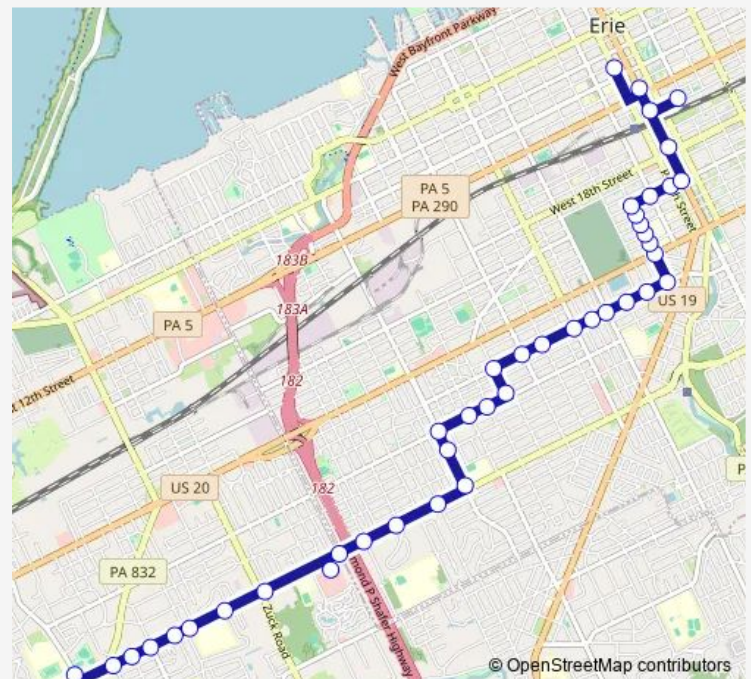 Erie
West Bayfront Parkway
PA 5
PA 290
West 18th Street
183B
183A
PA 5
US 19
182
t 12th Street
US 20
182
P
PA 832
Zuck Road
mond P Shafer Highway
© OpenStreetMap contributors